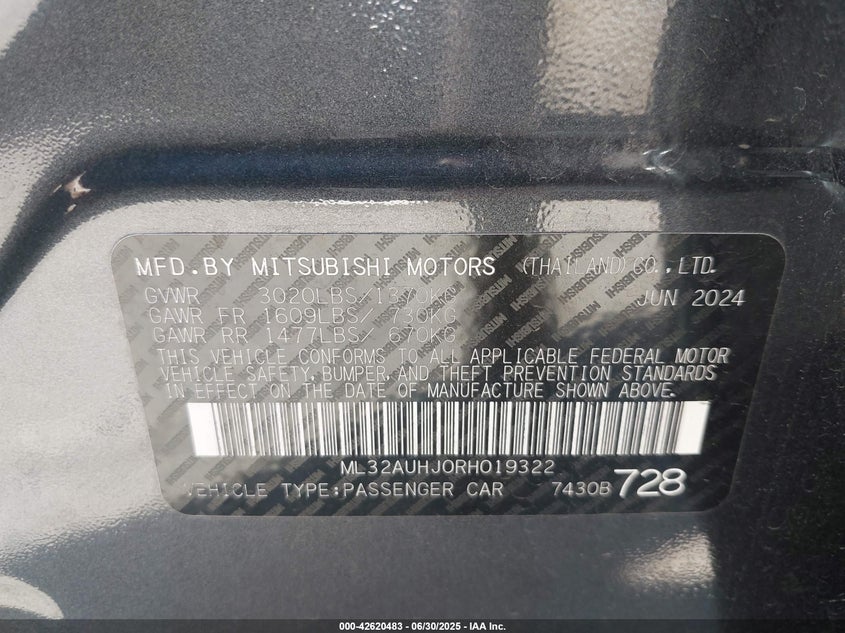 MFD.BY MITSUBISHI MOTORS (THAILAND)CO.,LTD.
GVWR 3020LBS/1370KG JUN 2024
GAWR FR 1609LBS/ 730KG
GAWR RR 1477LBS/ 670KG
THIS VEHICLE CONFORMS TO ALL APPLICABLE FEDERAL MOTOR
VEHICLE SAFETY, BUMPER, AND THEFT PREVENTION STANDARDS
IN EFFECT ON THE DATE OF MANUFACTURE SHOWN ABOVE.
ML32AUHJ0RH019322
VEHICLE TYPE:PASSENGER CAR 7430B 728
000-42620483 - 06/30/2025 - IAA Inc.